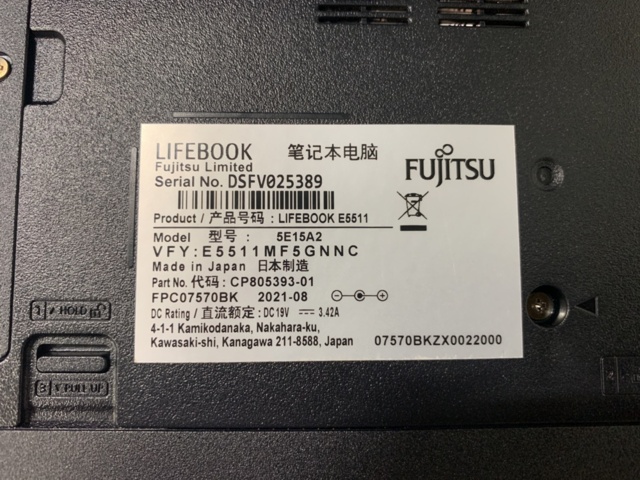 LIFEBOOK 笔记本电脑 FUJITSU
Fujitsu Limited
Serial No. DSFV025389
Product / 产品号码 : LIFEBOOK E5511
Model 型号 : 5E15A2
VFY:E5511MF5GNNC
Made in Japan 日本制造
Part No. 代码 : CP805393-01
FPC07570BK 2021-08
DC Rating / 直流额定 : DC19V 3.42A
4-1-1 Kamikodanaka, Nakahara-ku,
Kawasaki-shi, Kanagawa 211-8588, Japan 07570BKZX0022000
1 HOLD
3 PULL UP